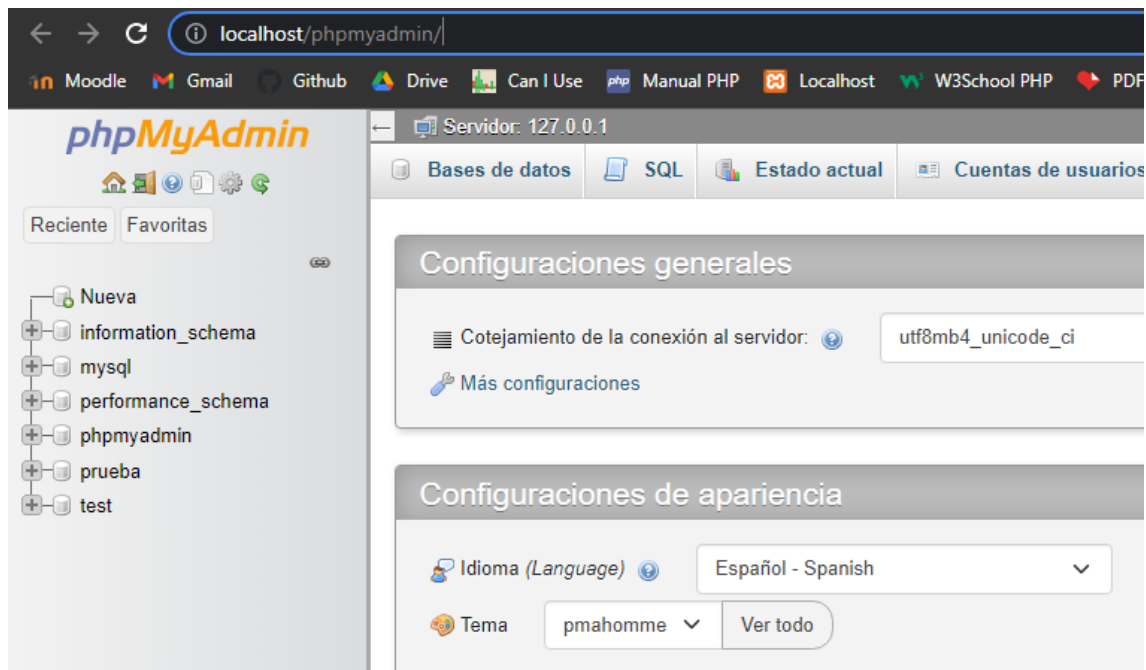 localhost/phpmyadmin/
Moodle Gmail Github Drive Can I Use php Manual PHP Localhost W3School PHP PDF
phpMyAdmin
Reciente Favoritas
Nueva
information_schema
mysql
performance_schema
phpmyadmin
prueba
test
Servidor: 127.0.0.1
Bases de datos SQL Estado actual Cuentas de usuarios
Configuraciones generales
Cotejamiento de la conexión al servidor: utf8mb4_unicode_ci
Más configuraciones
Configuraciones de apariencia
Idioma (Language) Español - Spanish
Tema pmahomme Ver todo